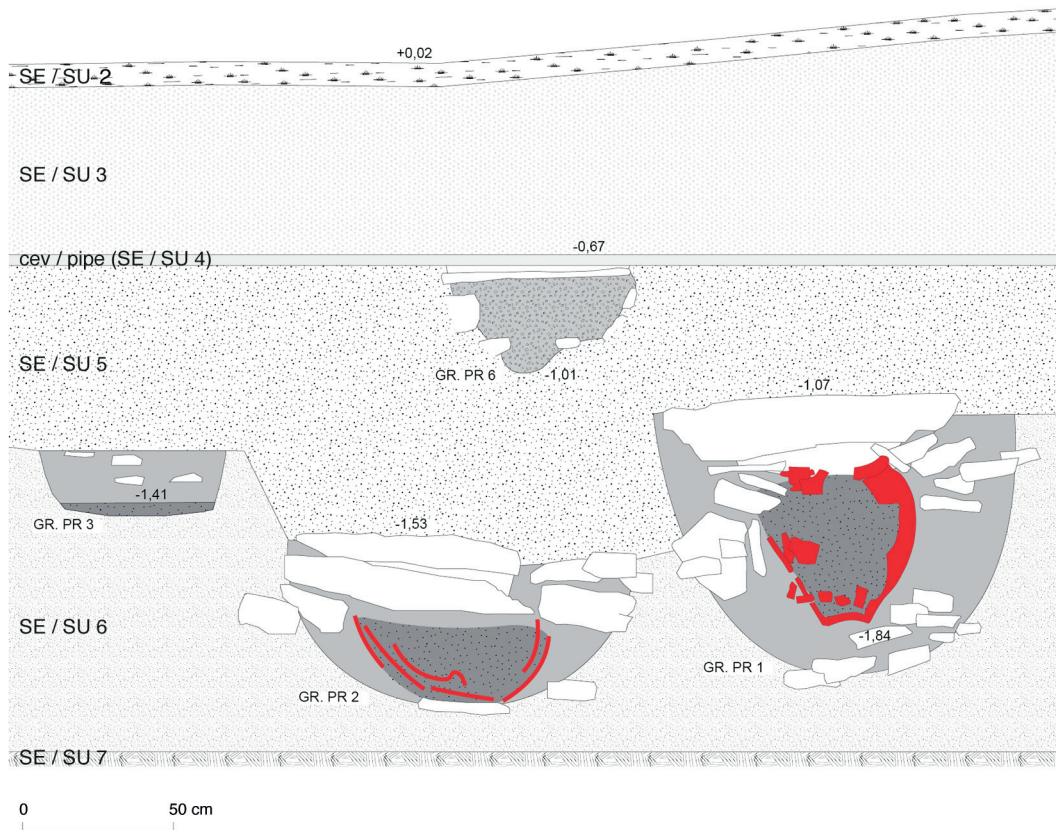 +0,02
SE / SU 2
SE / SU 3
-0,67
cev / pipe (SE / SU 4)
SE / SU 5
GR. PR 6
-1,01
-1,07
-1,41
GR. PR 3
-1,53
SE / SU 6
-1,84
GR. PR 1
GR. PR 2
SE / SU 7
0 50 cm